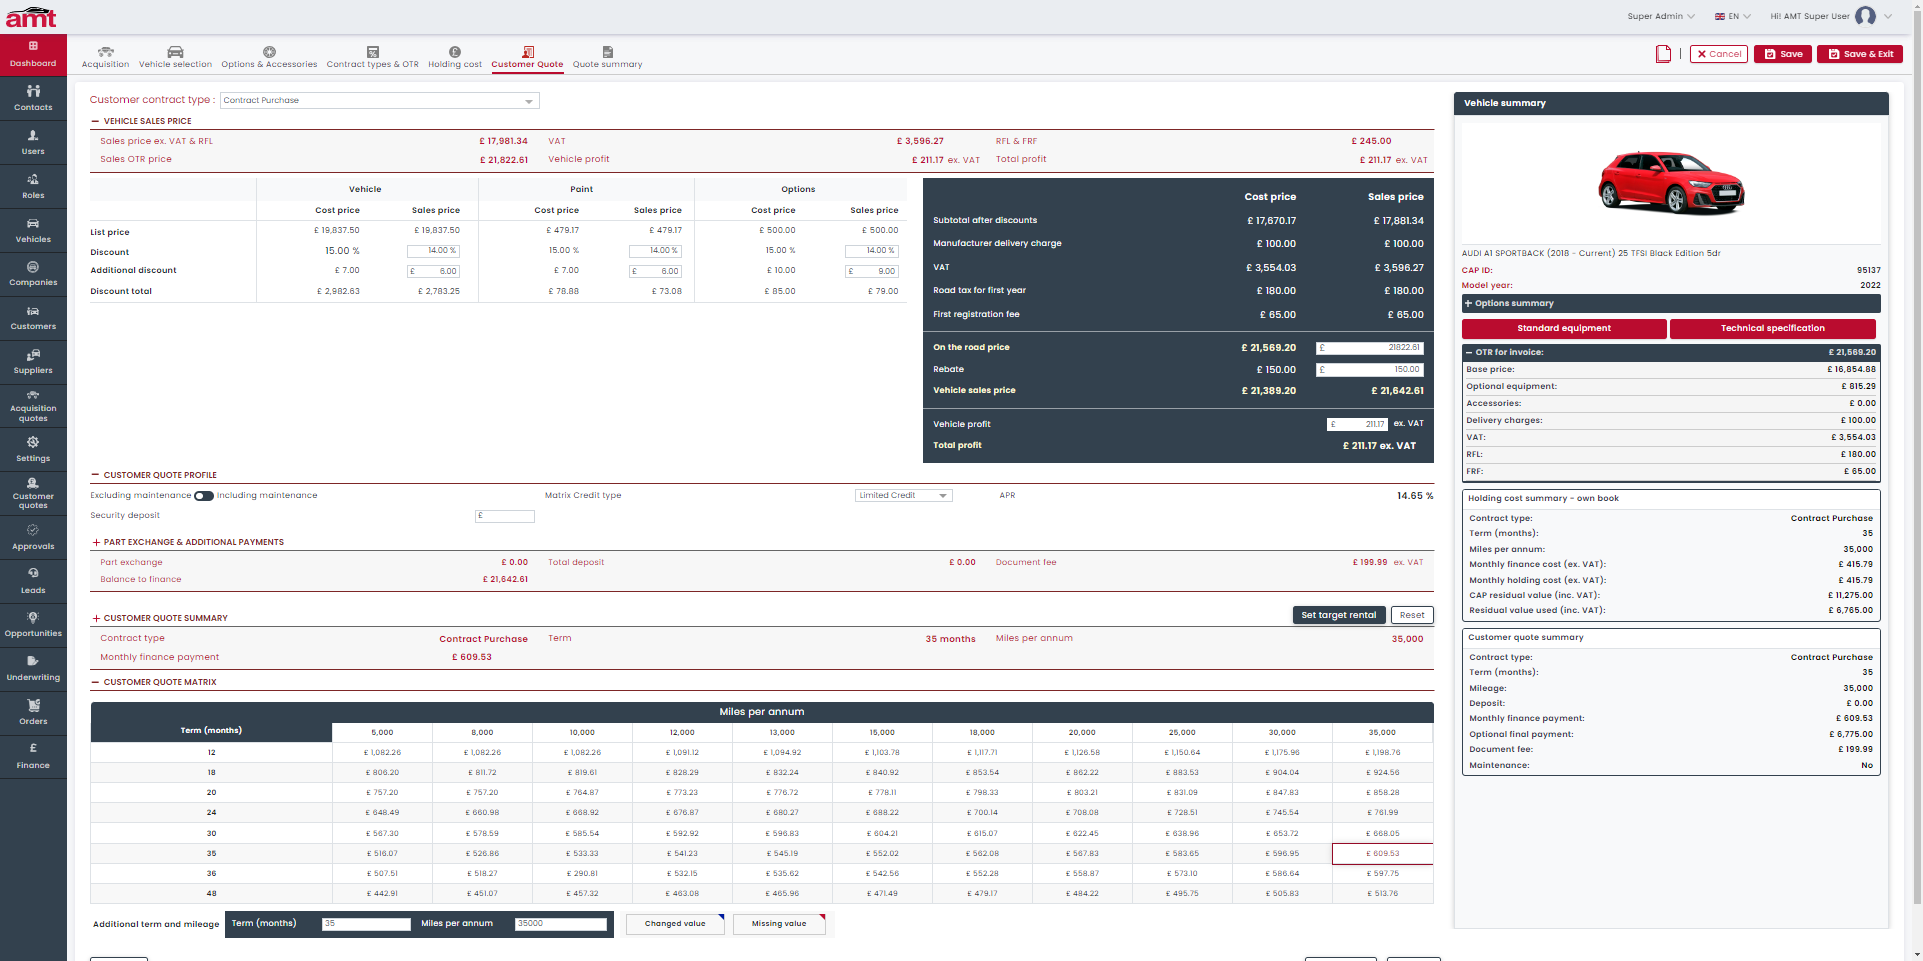 amt
Super Admin
EN
Hi! AMT Super User
Dashboard
Contacts
Users
Roles
Vehicles
Companies
Customers
Suppliers
Acquisition quotes
Settings
Customer quotes
Approvals
Leads
Opportunities
Underwriting
Orders
Finance
Acquisition Vehicle selection Options & Accessories Contract types & OTR Holding cost Customer Quote Quote summary
Cancel Save Save & Exit
Customer contract type : Contract Purchase
VEHICLE SALES PRICE
Sales price ex. VAT & RFL £ 17,981.34 VAT £ 3,596.27 RFL & FRF £ 245.00
Sales OTR price £ 21,822.61 Vehicle profit £ 211.17 ex. VAT Total profit £ 211.17 ex. VAT
Vehicle Paint Options
Cost price Sales price Cost price Sales price Cost price Sales price
List price £ 19,837.50 £ 19,837.50 £ 479.17 £ 479.17 £ 500.00 £ 500.00
Discount 15.00 % 14.00 % 15.00 % 14.00 % 15.00 % 14.00 %
Additional discount £ 7.00 £ 6.00 £ 7.00 £ 6.00 £ 10.00 £ 9.00
Discount total £ 2,982.63 £ 2,783.25 £ 78.88 £ 73.08 £ 85.00 £ 79.00
Cost price Sales price
Subtotal after discounts £ 17,670.17 £ 17,881.34
Manufacturer delivery charge £ 100.00 £ 100.00
VAT £ 3,554.03 £ 3,596.27
Road tax for first year £ 180.00 £ 180.00
First registration fee £ 65.00 £ 65.00
On the road price £ 21,569.20 £ 21822.61
Rebate £ 150.00 £ 150.00
Vehicle sales price £ 21,389.20 £ 21,642.61
Vehicle profit £ 211.17 ex. VAT
Total profit £ 211.17 ex. VAT
CUSTOMER QUOTE PROFILE
Excluding maintenance Including maintenance Matrix Credit type Limited Credit APR 14.65 %
Security deposit £
PART EXCHANGE & ADDITIONAL PAYMENTS
Part exchange £ 0.00 Total deposit £ 0.00 Document fee £ 199.99 ex. VAT
Balance to finance £ 21,642.61
CUSTOMER QUOTE SUMMARY Set target rental Reset
Contract type Contract Purchase Term 35 months Miles per annum 35,000
Monthly finance payment £ 609.53
CUSTOMER QUOTE MATRIX
Miles per annum
Term (months) 5,000 8,000 10,000 12,000 13,000 15,000 18,000 20,000 25,000 30,000 35,000
12 £ 1,082.26 £ 1,082.26 £ 1,082.26 £ 1,091.12 £ 1,094.92 £ 1,103.78 £ 1,117.71 £ 1,126.58 £ 1,150.64 £ 1,175.96 £ 1,198.76
18 £ 806.20 £ 811.72 £ 819.61 £ 828.29 £ 832.24 £ 840.92 £ 853.54 £ 862.22 £ 883.53 £ 904.04 £ 924.56
20 £ 757.20 £ 757.20 £ 764.87 £ 773.23 £ 776.72 £ 778.11 £ 798.33 £ 803.21 £ 831.09 £ 847.83 £ 858.28
24 £ 648.49 £ 660.98 £ 668.92 £ 676.87 £ 680.27 £ 688.22 £ 700.14 £ 708.08 £ 728.51 £ 745.54 £ 761.99
30 £ 567.30 £ 578.59 £ 585.54 £ 592.92 £ 596.83 £ 604.21 £ 615.07 £ 622.45 £ 638.96 £ 653.72 £ 668.05
35 £ 516.07 £ 526.86 £ 533.33 £ 541.23 £ 545.19 £ 552.02 £ 562.08 £ 567.83 £ 583.65 £ 596.95 £ 609.53
36 £ 507.51 £ 518.27 £ 290.81 £ 532.15 £ 535.62 £ 542.56 £ 552.28 £ 558.87 £ 573.10 £ 586.64 £ 597.75
48 £ 442.91 £ 451.07 £ 457.32 £ 463.08 £ 465.96 £ 471.49 £ 479.17 £ 484.22 £ 495.75 £ 505.83 £ 513.76
Additional term and mileage Term (months) 35 Miles per annum 35000 Changed value Missing value
Vehicle summary
AUDI A1 SPORTBACK (2018 - Current) 25 TFSI Black Edition 5dr
CAP ID: 95137
Model year: 2022
Options summary
Standard equipment Technical specification
OTR for invoice: £ 21,569.20
Base price: £ 16,854.88
Optional equipment: £ 815.29
Accessories: £ 0.00
Delivery charges: £ 100.00
VAT: £ 3,554.03
RFL: £ 180.00
FRF: £ 65.00
Holding cost summary - own book
Contract type: Contract Purchase
Term (months): 35
Miles per annum: 35,000
Monthly finance cost (ex. VAT): £ 415.79
Monthly holding cost (ex. VAT): £ 415.79
CAP residual value (inc. VAT): £ 11,275.00
Residual value used (inc. VAT): £ 6,765.00
Customer quote summary
Contract type: Contract Purchase
Term (months): 35
Mileage: 35,000
Deposit: £ 0.00
Monthly finance payment: £ 609.53
Optional final payment: £ 6,775.00
Document fee: £ 199.99
Maintenance: No